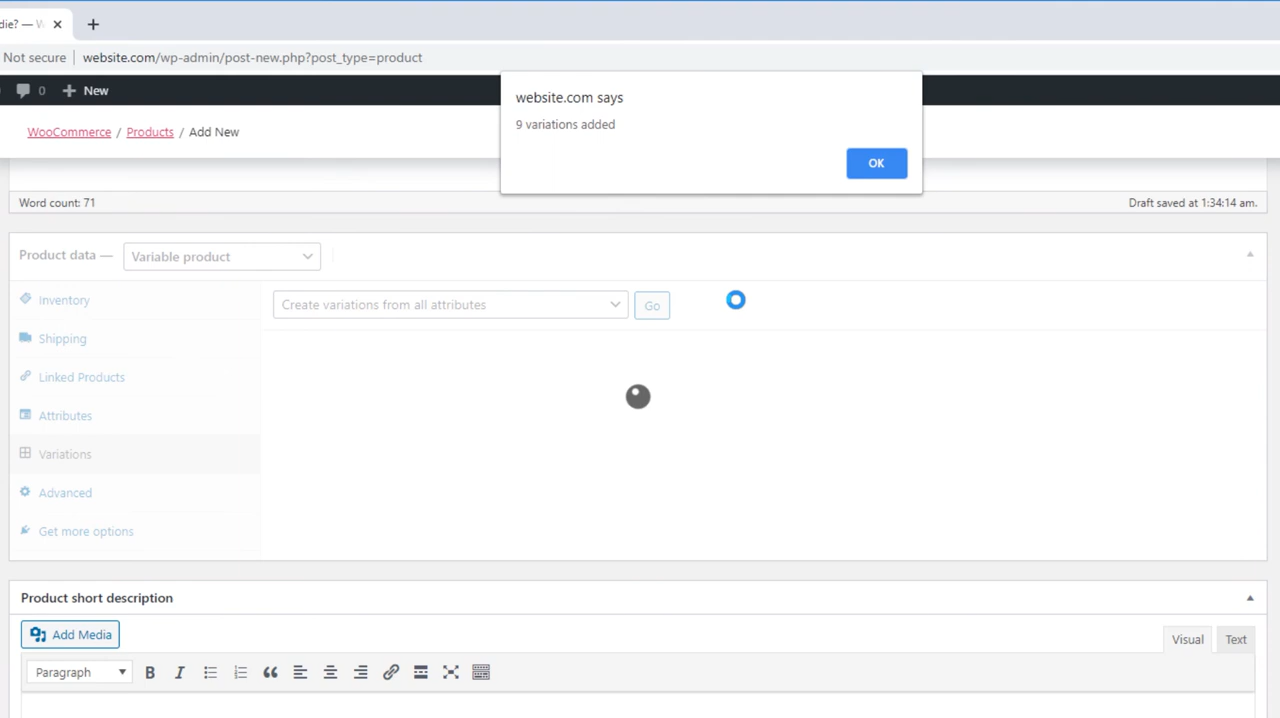 die? — W
Not secure website.com/wp-admin/post-new.php?post_type=product
0 New
website.com says
9 variations added
OK
WooCommerce / Products / Add New
Word count: 71 Draft saved at 1:34:14 am.
Product data — Variable product
Inventory
Create variations from all attributes Go
Shipping
Linked Products
Attributes
Variations
Advanced
Get more options
Product short description
Add Media
Visual Text
Paragraph B I